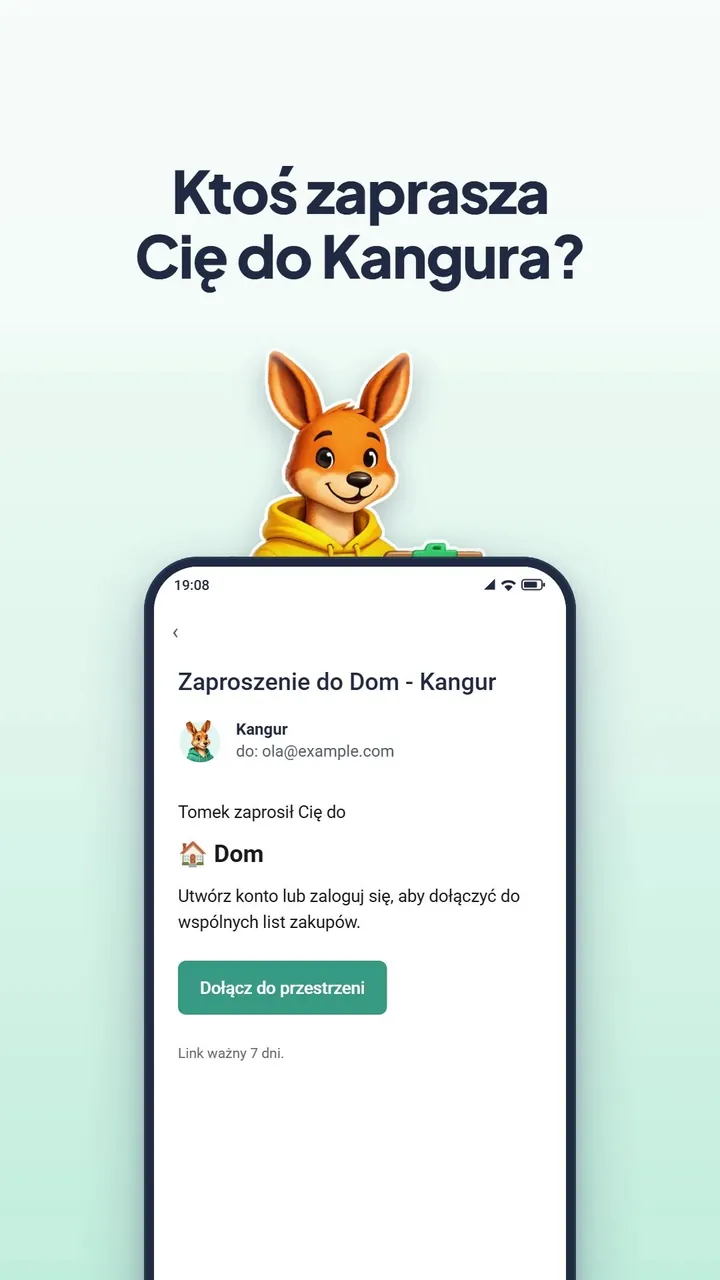 Ktoś zaprasza
Cię do Kangura?
19:08
‹
Zaproszenie do Dom - Kangur
Kangur
do: ola@example.com
Tomek zaprosił Cię do
🏠 Dom
Utwórz konto lub zaloguj się, aby dołączyć do
wspólnych list zakupów.
Dołącz do przestrzeni
Link ważny 7 dni.